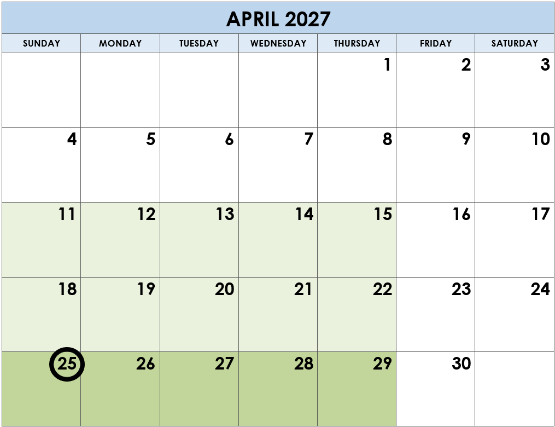 APRIL 2027
SUNDAY MONDAY TUESDAY WEDNESDAY THURSDAY FRIDAY SATURDAY
1 2 3
4 5 6 7 8 9 10
11 12 13 14 15 16 17
18 19 20 21 22 23 24
25 26 27 28 29 30